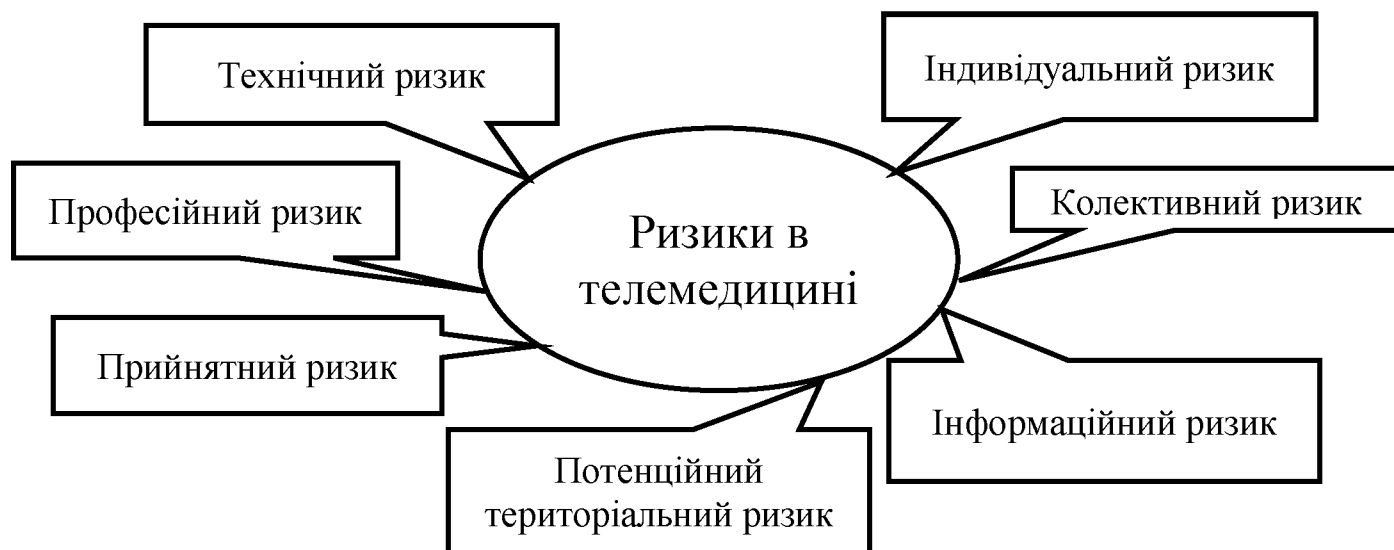 Технічний ризик
Індивідуальний ризик
Професійний ризик
Колективний ризик
Ризики в
телемедицині
Прийнятний ризик
Інформаційний ризик
Потенційний
територіальний ризик